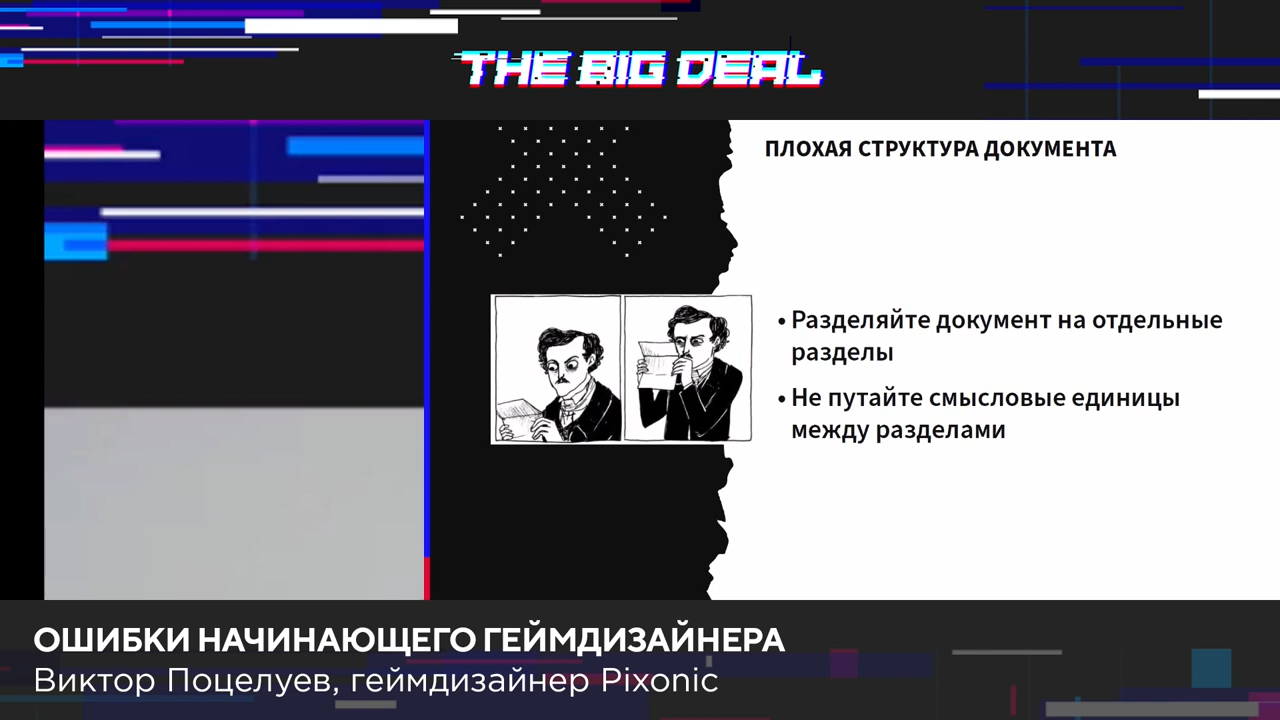 THE BIG DEAL
ПЛОХАЯ СТРУКТУРА ДОКУМЕНТА
• Разделяйте документ на отдельные
разделы
• Не путайте смысловые единицы
между разделами
ОШИБКИ НАЧИНАЮЩЕГО ГЕЙМДИЗАЙНЕРА
Виктор Поцелуев, геймдизайнер Pixonic